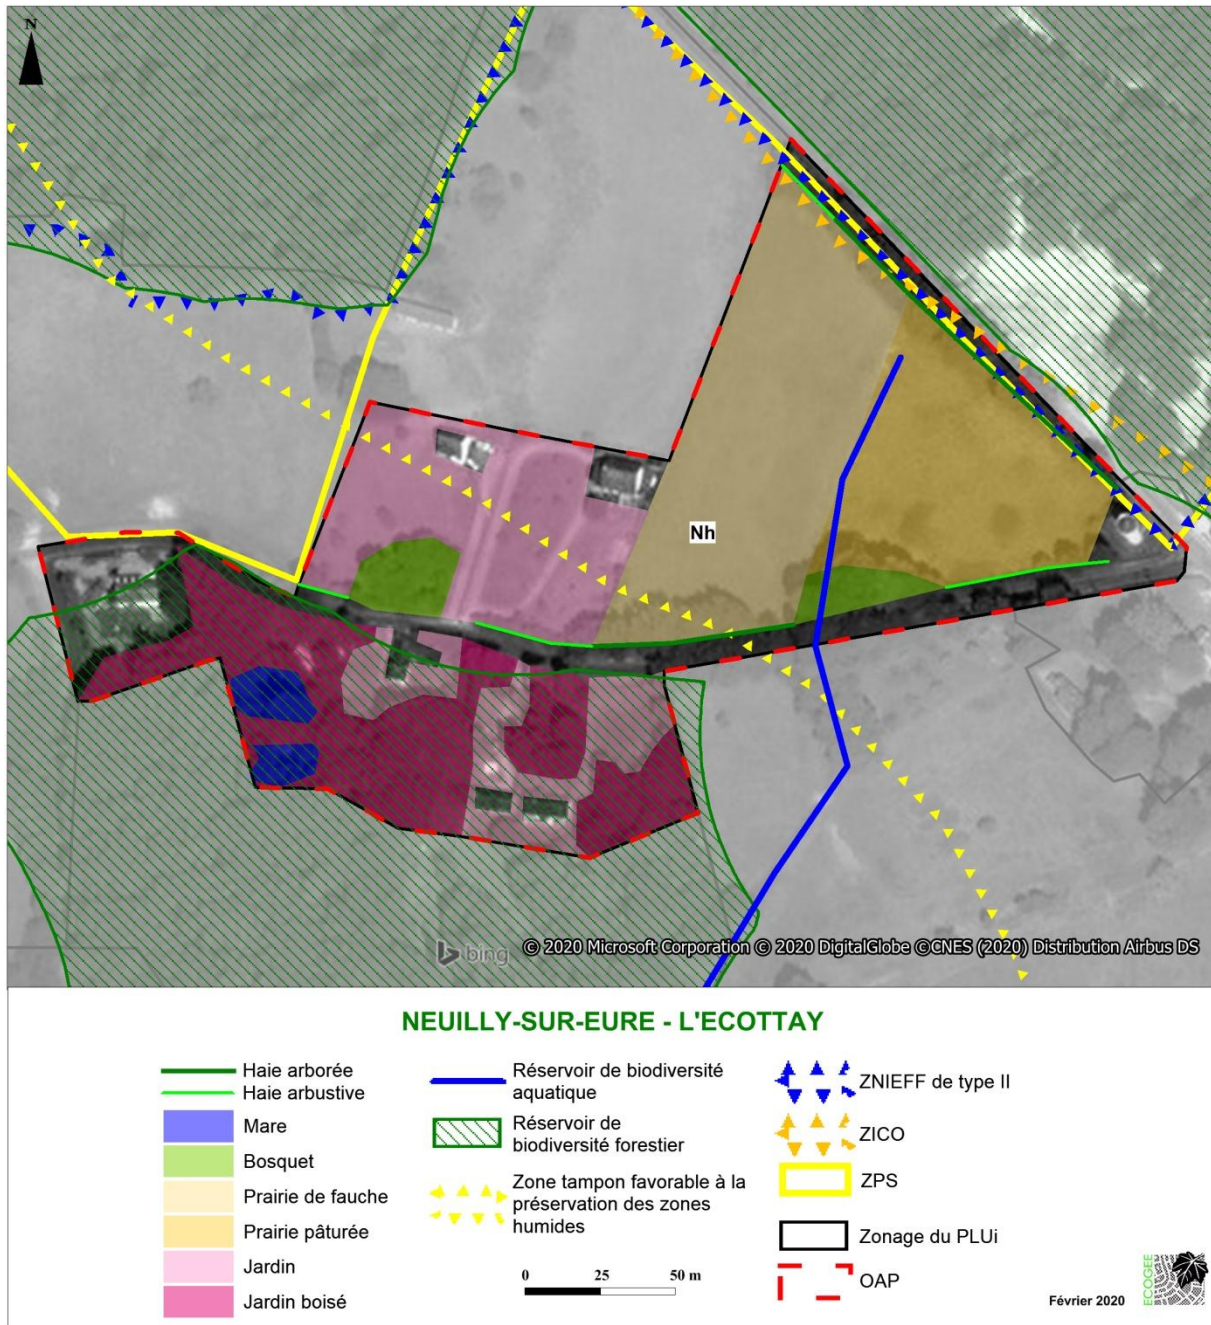 N
Nh
bing
© 2020 Microsoft Corporation © 2020 DigitalGlobe ©CNES (2020) Distribution Airbus DS
NEUILLY-SUR-EURE - L'ECOTTAY
Haie arborée
Haie arbustive
Mare
Bosquet
Prairie de fauche
Prairie pâturée
Jardin
Jardin boisé
Réservoir de biodiversité
aquatique
Réservoir de
biodiversité forestier
Zone tampon favorable à la
préservation des zones
humides
0 25 50 m
ZNIEFF de type II
ZICO
ZPS
Zonage du PLUi
OAP
Février 2020
ECOGEE